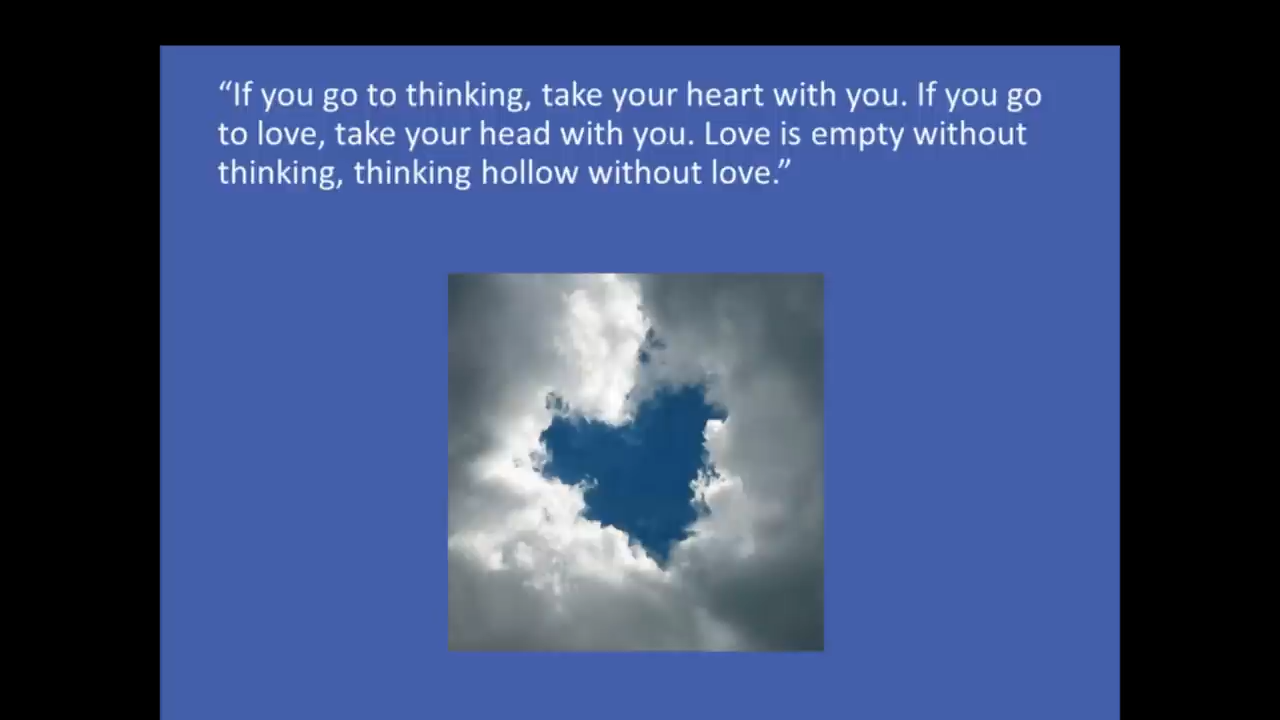 “If you go to thinking, take your heart with you. If you go
to love, take your head with you. Love is empty without
thinking, thinking hollow without love.”